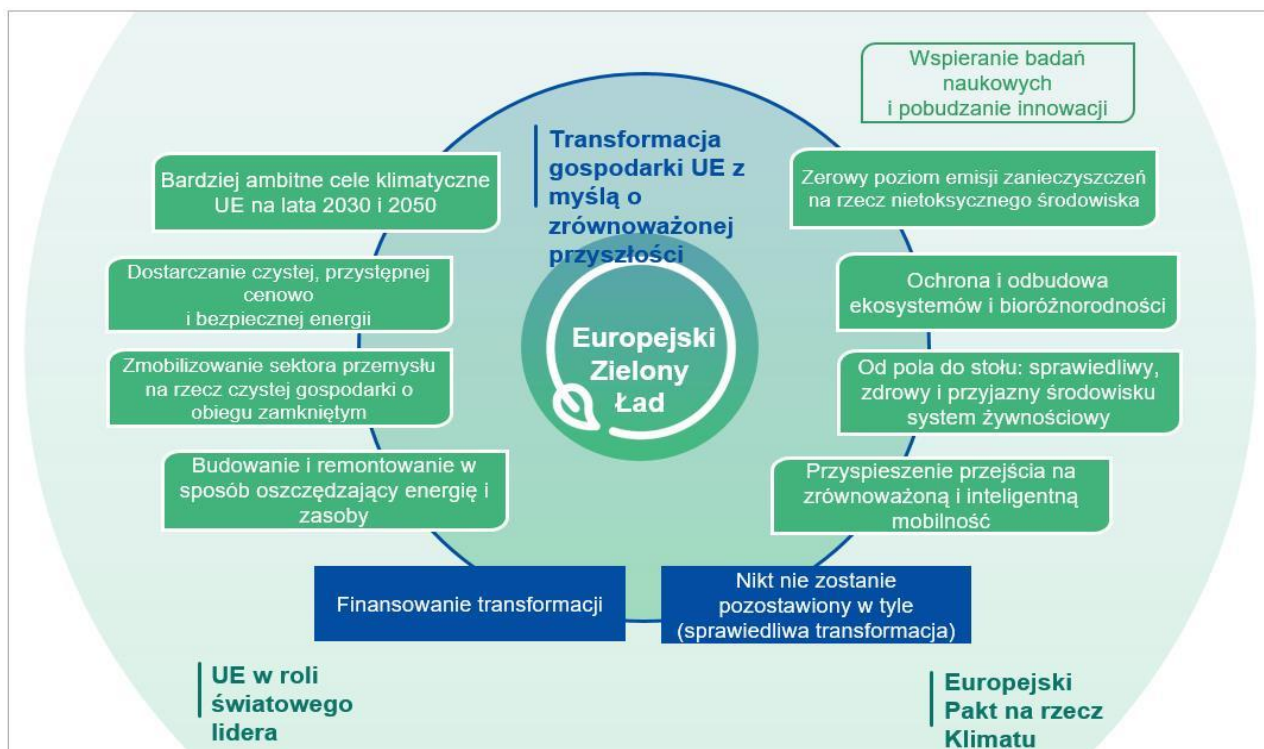 Wspieranie badań
naukowych
i pobudzanie innowacji
Transformacja
gospodarki UE z
myślą o
zrównoważonej
przyszłości
Bardziej ambitne cele klimatyczne
UE na lata 2030 i 2050
Zerowy poziom emisji zanieczyszczeń
na rzecz nietoksycznego środowiska
Dostarczanie czystej, przystępnej
cenowo
i bezpiecznej energii
Ochrona i odbudowa
ekosystemów i bioróżnorodności
Europejski
Zielony
Ład
Zmobilizowanie sektora przemysłu
na rzecz czystej gospodarki o
obiegu zamkniętym
Od pola do stołu: sprawiedliwy,
zdrowy i przyjazny środowisku
system żywnościowy
Budowanie i remontowanie w
sposób oszczędzający energię i
zasoby
Przyspieszenie przejścia na
zrównoważoną i inteligentną
mobilność
Finansowanie transformacji
Nikt nie zostanie
pozostawiony w tyle
(sprawiedliwa transformacja)
UE w roli
światowego
lidera
Europejski
Pakt na rzecz
Klimatu